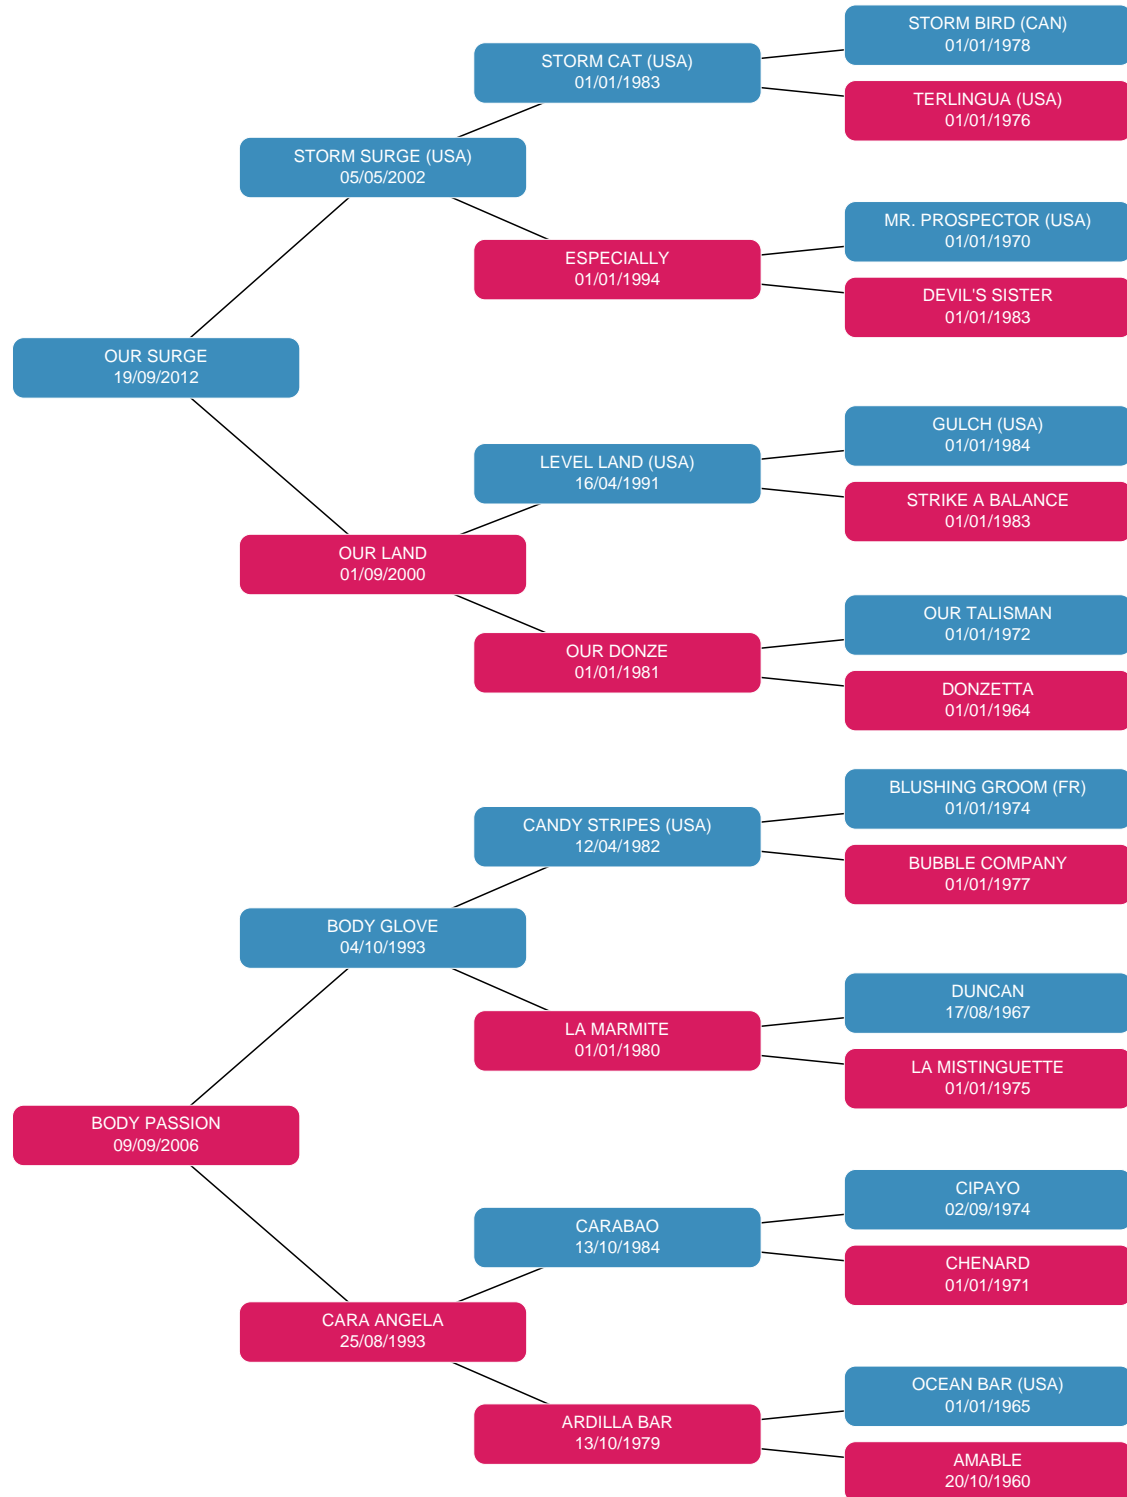 STORM BIRD (CAN)
01/01/1978
STORM CAT (USA)
01/01/1983
TERLINGUA (USA)
01/01/1976
STORM SURGE (USA)
05/05/2002
MR. PROSPECTOR (USA)
01/01/1970
ESPECIALLY
01/01/1994
DEVIL'S SISTER
01/01/1983
OUR SURGE
19/09/2012
GULCH (USA)
01/01/1984
LEVEL LAND (USA)
16/04/1991
STRIKE A BALANCE
01/01/1983
OUR LAND
01/09/2000
OUR TALISMAN
01/01/1972
OUR DONZE
01/01/1981
DONZETTA
01/01/1964
BLUSHING GROOM (FR)
01/01/1974
CANDY STRIPES (USA)
12/04/1982
BUBBLE COMPANY
01/01/1977
BODY GLOVE
04/10/1993
DUNCAN
17/08/1967
LA MARMITE
01/01/1980
LA MISTINGUETTE
01/01/1975
BODY PASSION
09/09/2006
CIPAYO
02/09/1974
CARABAO
13/10/1984
CHENARD
01/01/1971
CARA ANGELA
25/08/1993
OCEAN BAR (USA)
01/01/1965
ARDILLA BAR
13/10/1979
AMABLE
20/10/1960